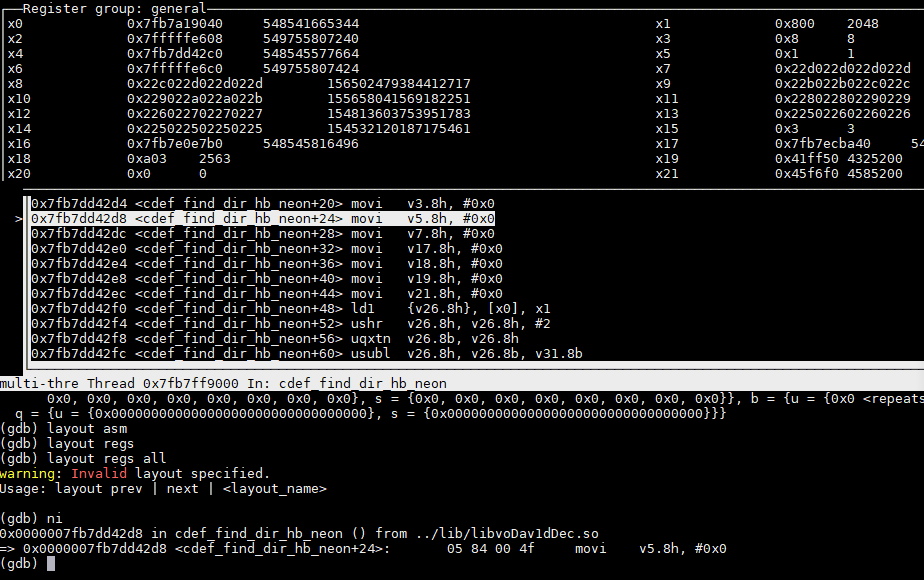 Register group: general
x0 0x7fb7a19040 548541665344 x1 0x800 2048
x2 0x7fffffe608 549755807240 x3 0x8 8
x4 0x7fb7dd42c0 548545577664 x5 0x1 1
x6 0x7fffffe6c0 549755807424 x7 0x22d022d022d022d
x8 0x22c022d022d022d 156502479384412717 x9 0x22b022b022c022c
x10 0x229022a022a022b 155658041569182251 x11 0x228022802290229
x12 0x226022702270227 154813603753951783 x13 0x225022602260226
x14 0x225022502250225 154532120187175461 x15 0x3 3
x16 0x7fb7e0e7b0 548545816496 x17 0x7fb7ecba40 54
x18 0xa03 2563 x19 0x41ff50 4325200
x20 0x0 0 x21 0x45f6f0 4585200
0x7fb7dd42d4 <cdef_find_dir_hb_neon+20> movi v3.8h, #0x0
> 0x7fb7dd42d8 <cdef_find_dir_hb_neon+24> movi v5.8h, #0x0
0x7fb7dd42dc <cdef_find_dir_hb_neon+28> movi v7.8h, #0x0
0x7fb7dd42e0 <cdef_find_dir_hb_neon+32> movi v17.8h, #0x0
0x7fb7dd42e4 <cdef_find_dir_hb_neon+36> movi v18.8h, #0x0
0x7fb7dd42e8 <cdef_find_dir_hb_neon+40> movi v19.8h, #0x0
0x7fb7dd42ec <cdef_find_dir_hb_neon+44> movi v21.8h, #0x0
0x7fb7dd42f0 <cdef_find_dir_hb_neon+48> ld1 {v26.8h}, [x0], x1
0x7fb7dd42f4 <cdef_find_dir_hb_neon+52> ushr v26.8h, v26.8h, #2
0x7fb7dd42f8 <cdef_find_dir_hb_neon+56> uqxtn v26.8b, v26.8h
0x7fb7dd42fc <cdef_find_dir_hb_neon+60> usubl v26.8h, v26.8b, v31.8b
multi-thre Thread 0x7fb7ff9000 In: cdef_find_dir_hb_neon
0x0, 0x0, 0x0, 0x0, 0x0, 0x0, 0x0, 0x0}, s = {0x0, 0x0, 0x0, 0x0, 0x0, 0x0, 0x0, 0x0}}, b = {u = {0x0 <repeats
q = {u = {0x00000000000000000000000000000000}, s = {0x00000000000000000000000000000000}}}
(gdb) layout asm
(gdb) layout regs
(gdb) layout regs all
warning: Invalid layout specified.
Usage: layout prev | next | <layout_name>
(gdb) ni
0x0000007fb7dd42d8 in cdef_find_dir_hb_neon () from ../lib/libvoDav1dDec.so
=> 0x0000007fb7dd42d8 <cdef_find_dir_hb_neon+24>: 05 84 00 4f movi v5.8h, #0x0
(gdb)